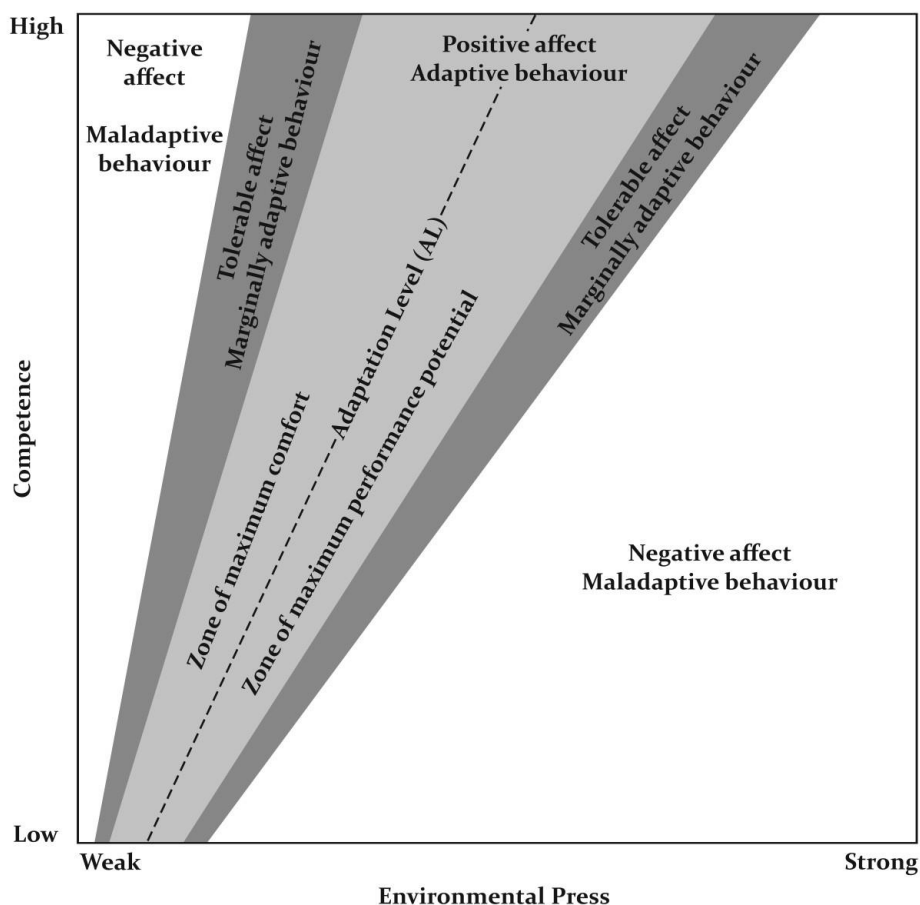 High
Negative
affect
Maladaptive
behaviour
Tolerable affect
Marginally adaptive behaviour
Positive affect
Adaptive behaviour
Tolerable affect
Marginally adaptive behaviour
Adaptation Level (AL)
Zone of maximum comfort
Zone of maximum performance potential
Negative affect
Maladaptive behaviour
Competence
Low
Weak
Strong
Environmental Press